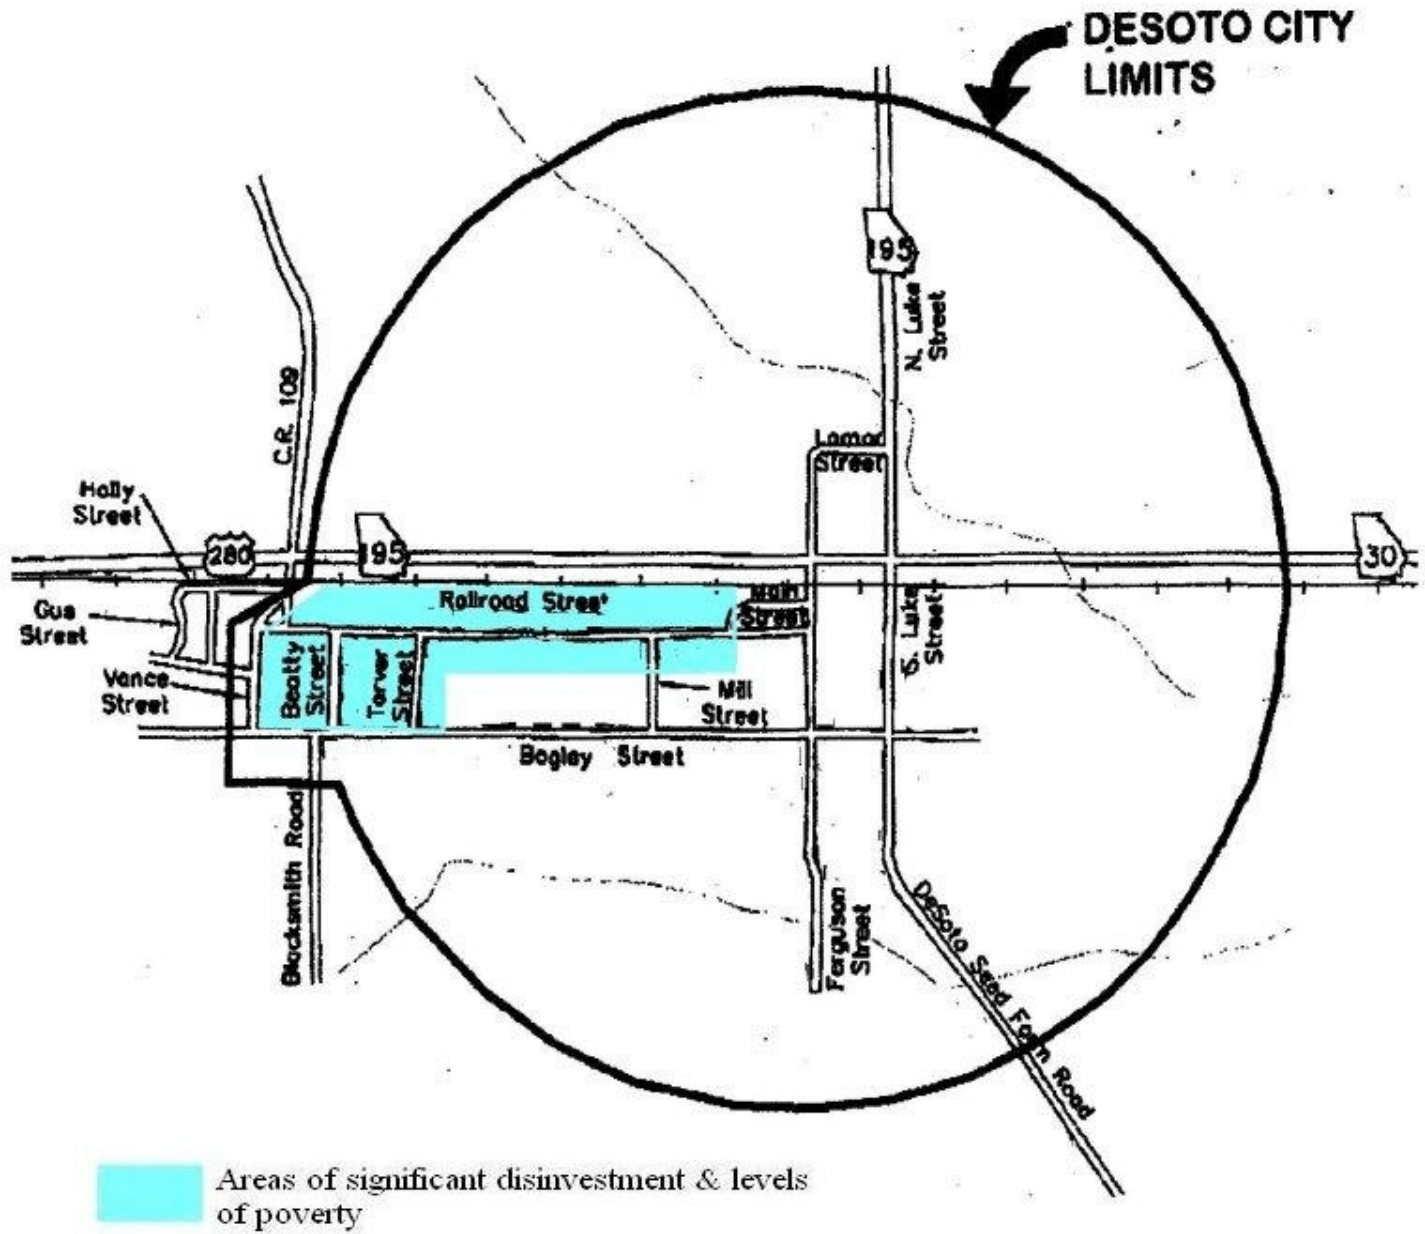 DESOTO CITY
LIMITS
195
N. Luke
Street
C.R. 109
Lamar
Street
Holly
Street
280
195
30
Gus
Street
Railroad Street
Main
Street
S. Luke
Street
Vance
Street
Beatty
Street
Tarver
Street
Mill
Street
Bagley Street
Blacksmith Road
Ferguson
Street
DeSoto Seed Farm Road
Areas of significant disinvestment & levels
of poverty